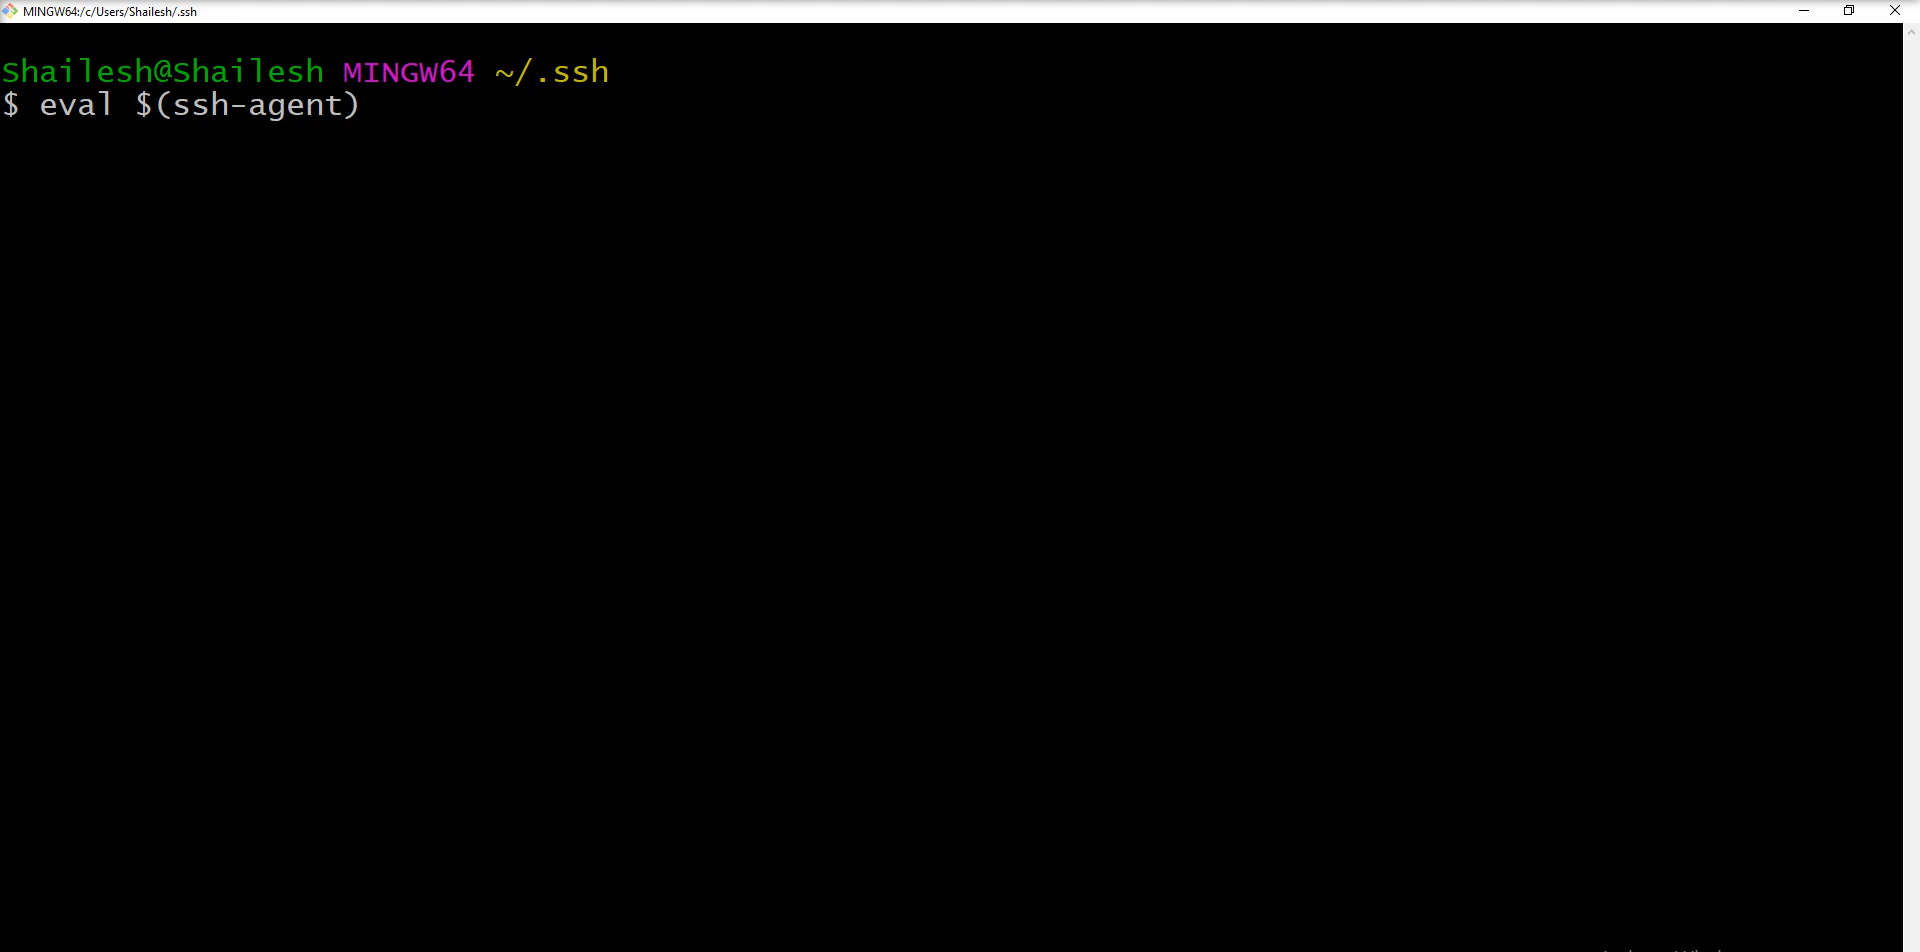 MINGW64:/c/Users/Shailesh/.ssh
Shailesh@Shailesh MINGW64 ~/.ssh
$ eval $(ssh-agent)